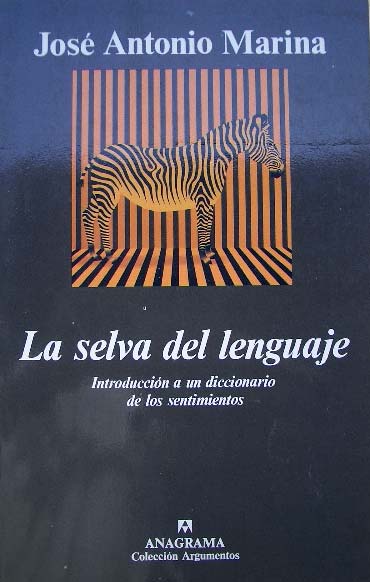 José Antonio Marina
La selva del lenguaje
Introducción a un diccionario
de los sentimientos
ANAGRAMA
Colección Argumentos